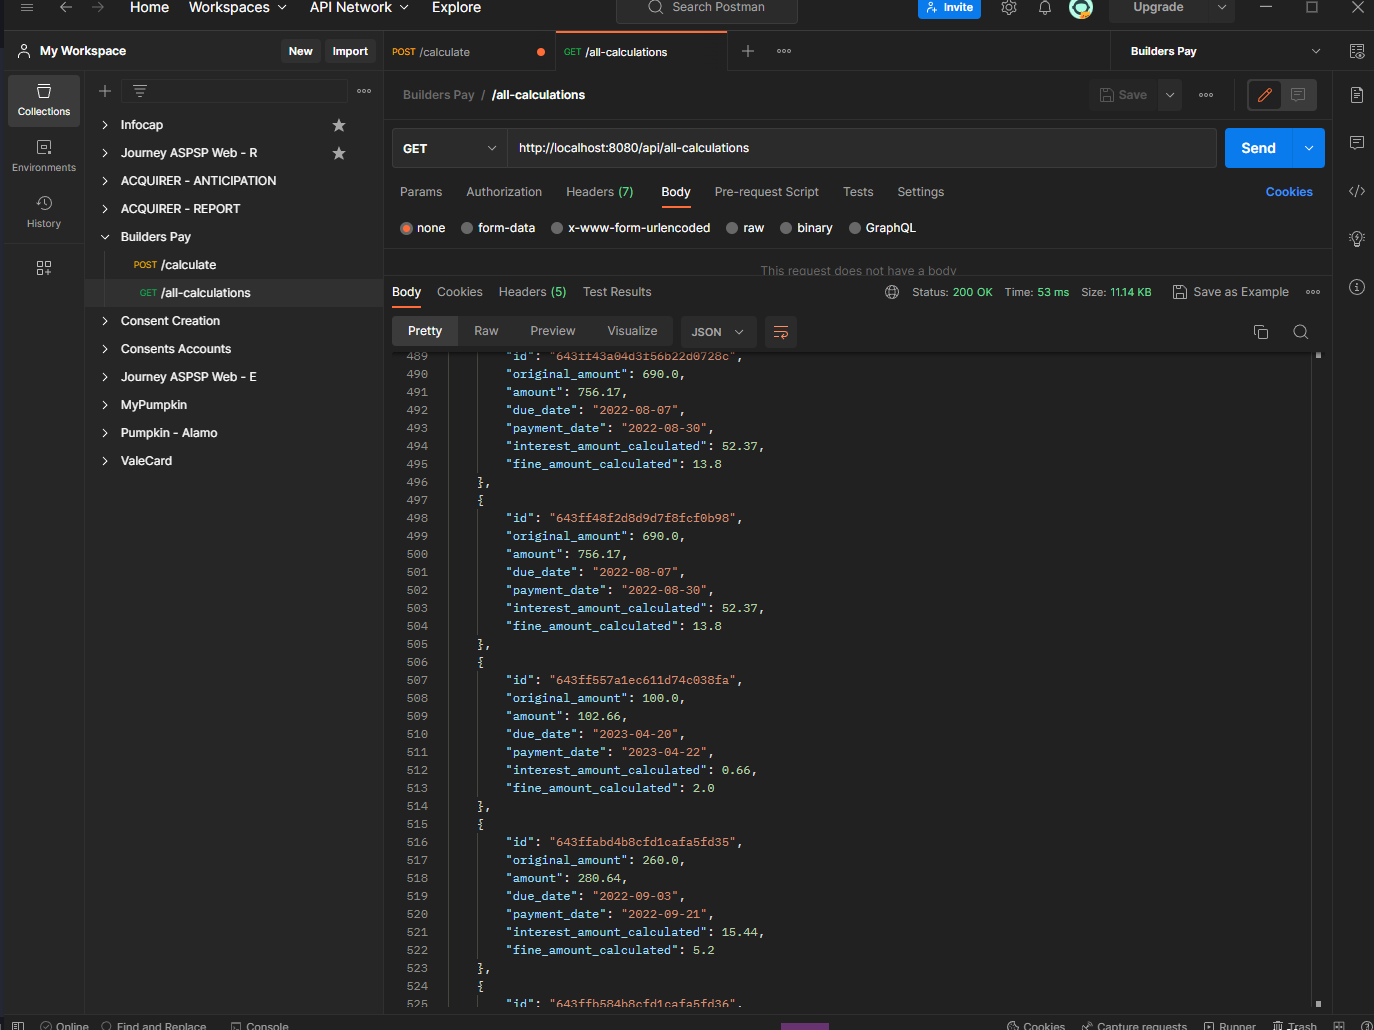 Home Workspaces API Network Explore Search Postman Invite Upgrade
My Workspace New Import POST /calculate GET /all-calculations Builders Pay
Collections
Environments
History
Infocap
Journey ASPSP Web - R
ACQUIRER - ANTICIPATION
ACQUIRER - REPORT
Builders Pay
POST /calculate
GET /all-calculations
Consent Creation
Consents Accounts
Journey ASPSP Web - E
MyPumpkin
Pumpkin - Alamo
ValeCard
Builders Pay / /all-calculations Save
GET http://localhost:8080/api/all-calculations Send
Params Authorization Headers (7) Body Pre-request Script Tests Settings Cookies
none form-data x-www-form-urlencoded raw binary GraphQL
This request does not have a body
Body Cookies Headers (5) Test Results Status: 200 OK Time: 53 ms Size: 11.14 KB Save as Example
Pretty Raw Preview Visualize JSON
489 "id": "643ff43a04d3f56b22d0728c",
490 "original_amount": 690.0,
491 "amount": 756.17,
492 "due_date": "2022-08-07",
493 "payment_date": "2022-08-30",
494 "interest_amount_calculated": 52.37,
495 "fine_amount_calculated": 13.8
496 },
497 {
498 "id": "643ff48f2d8d9d7f8fcf0b98",
499 "original_amount": 690.0,
500 "amount": 756.17,
501 "due_date": "2022-08-07",
502 "payment_date": "2022-08-30",
503 "interest_amount_calculated": 52.37,
504 "fine_amount_calculated": 13.8
505 },
506 {
507 "id": "643ff557a1ec611d74c038fa",
508 "original_amount": 100.0,
509 "amount": 102.66,
510 "due_date": "2023-04-20",
511 "payment_date": "2023-04-22",
512 "interest_amount_calculated": 0.66,
513 "fine_amount_calculated": 2.0
514 },
515 {
516 "id": "643ffabd4b8cfd1cafa5fd35",
517 "original_amount": 260.0,
518 "amount": 280.64,
519 "due_date": "2022-09-03",
520 "payment_date": "2022-09-21",
521 "interest_amount_calculated": 15.44,
522 "fine_amount_calculated": 5.2
523 },
524 {
525 "id": "643ffb584b8cfd1cafa5fd36",
Online Find and Replace Console Cookies Capture requests Runner Trash